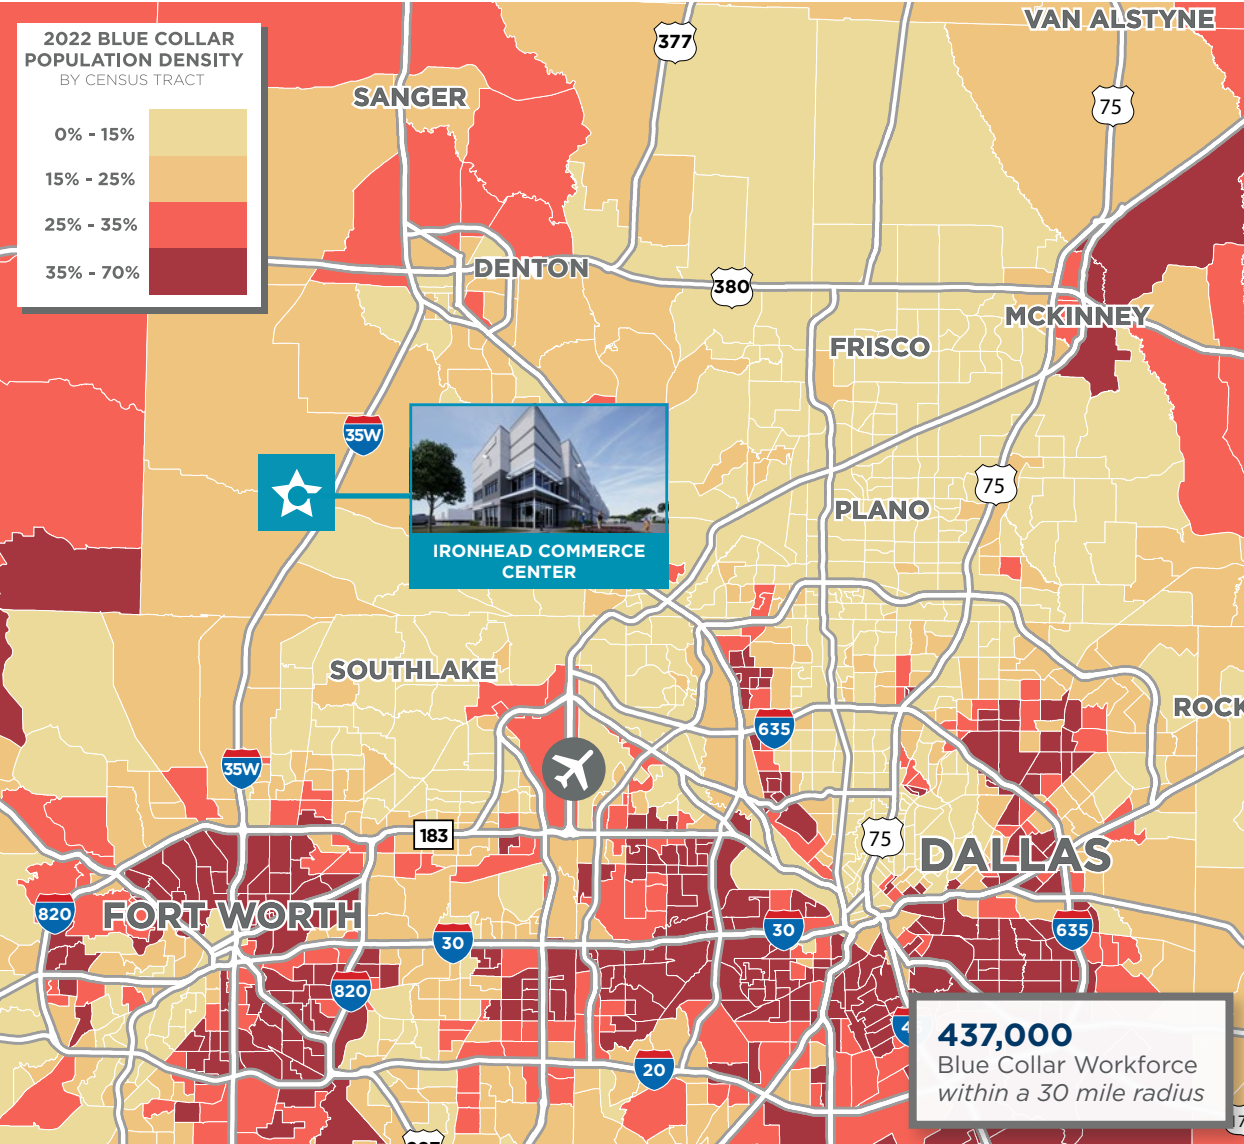 2022 BLUE COLLAR
POPULATION DENSITY
BY CENSUS TRACT
0% - 15%
15% - 25%
25% - 35%
35% - 70%
VAN ALSTYNE
377
SANGER
75
DENTON
380
MCKINNEY
FRISCO
35W
75
PLANO
IRONHEAD COMMERCE
CENTER
SOUTHLAKE
ROCK
635
35W
183
75
DALLAS
820
FORT WORTH
30
30
635
820
20
437,000
Blue Collar Workforce
within a 30 mile radius